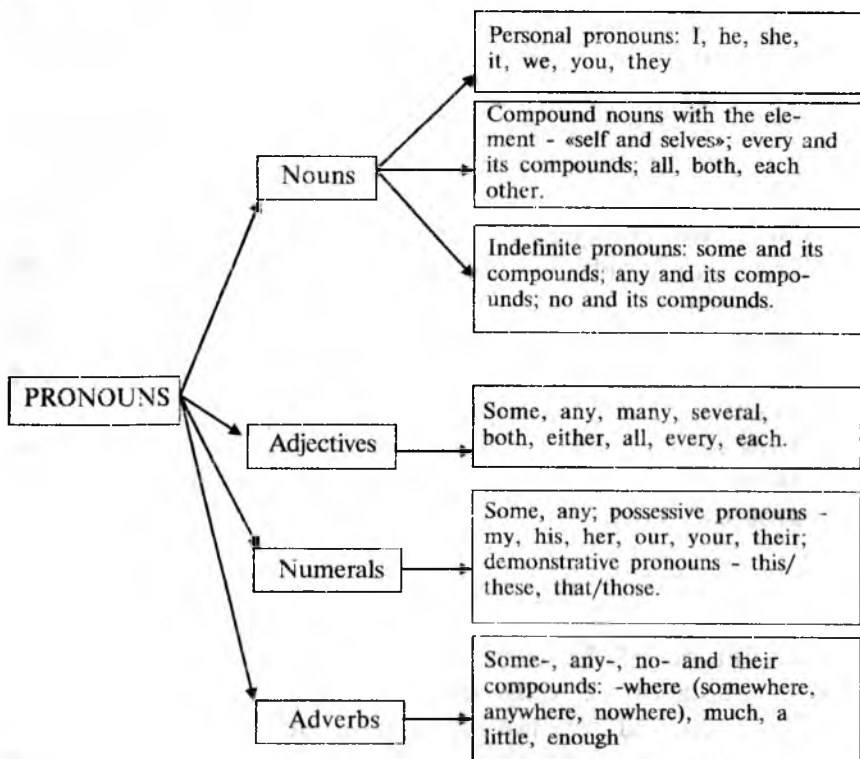 Personal pronouns: I, he, she,
it, we, you, they
Compound nouns with the ele-
ment - «self and selves»; every and
its compounds; all, both, each
other.
Nouns
Indefinite pronouns: some and its
compounds; any and its compo-
unds; no and its compounds.
PRONOUNS
Adjectives
Some, any, many, several,
both, either, all, every, each.
Numerals
Some, any; possessive pronouns -
my, his, her, our, your, their;
demonstrative pronouns - this/
these, that/those.
Adverbs
Some-, any-, no- and their
compounds: -where (somewhere,
anywhere, nowhere), much, a
little, enough